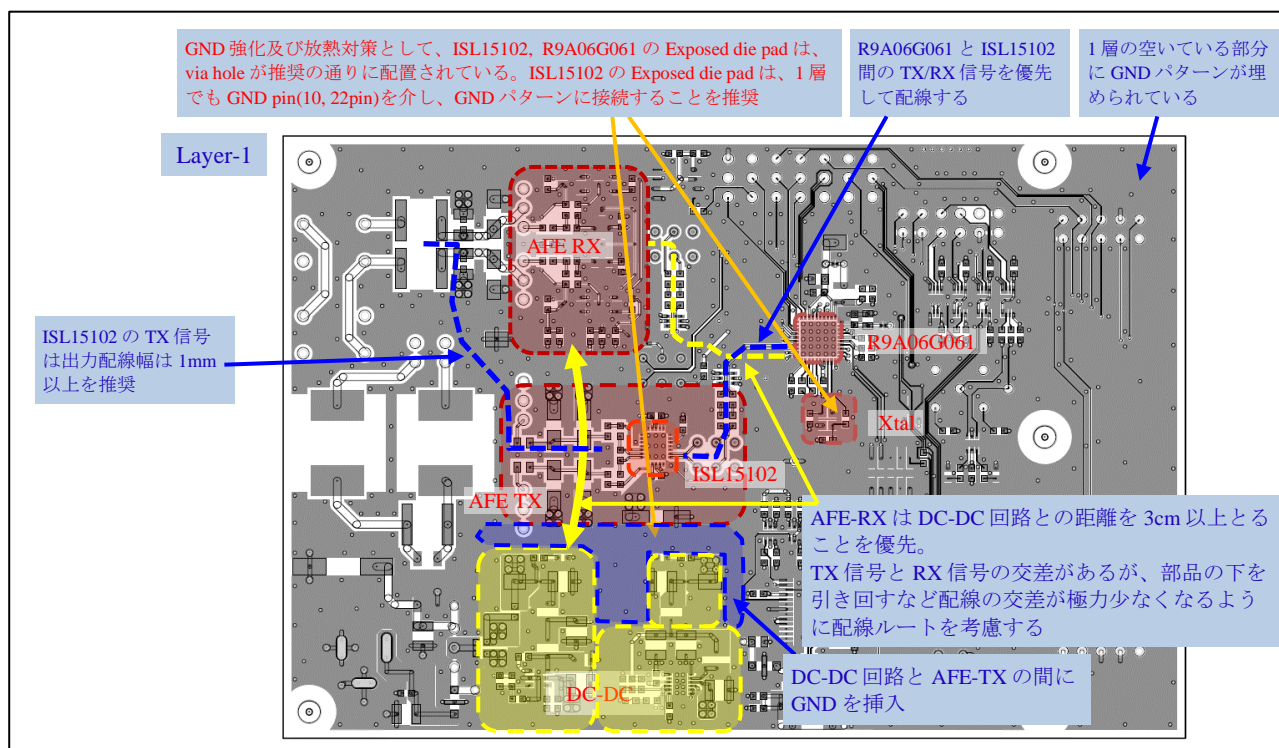 GND 強化及び放熱対策として、ISL15102, R9A06G061 の Exposed die pad は、
via hole が推奨の通りに配置されている。ISL15102 の Exposed die pad は、1 層
でも GND pin(10, 22pin)を介し、GND パターンに接続することを推奨
R9A06G061 と ISL15102
間の TX/RX 信号を優先
して配線する
1 層の空いている部分
に GND パターンが埋
められている
Layer-1
AFE RX
ISL15102 の TX 信号
は出力配線幅は 1mm
以上を推奨
R9A06G061
Xtal
ISL15102
AFE TX
AFE-RX は DC-DC 回路との距離を 3cm 以上とる
ことを優先。
TX 信号と RX 信号の交差があるが、部品の下を
引き回すなど配線の交差が極力少なくなるよう
に配線ルートを考慮する
DC-DC 回路と AFE-TX の間に
GND を挿入
DC-DC